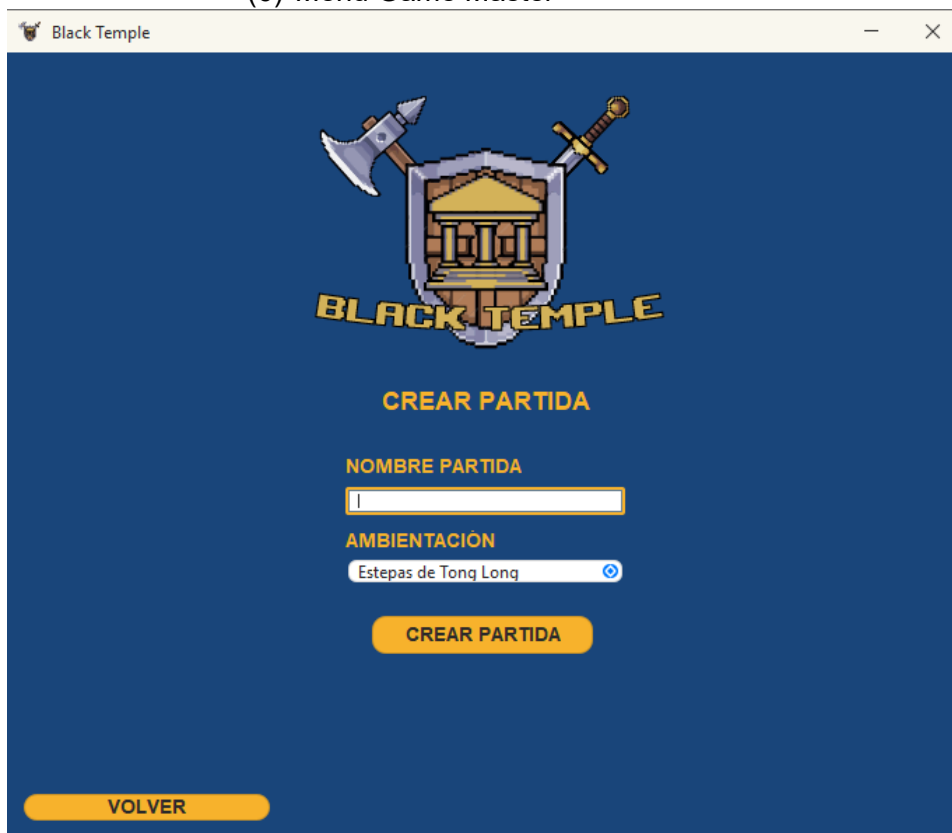 Black Temple
BLACK TEMPLE
CREAR PARTIDA
NOMBRE PARTIDA
AMBIENTACIÓN
Estepas de Tong Long
CREAR PARTIDA
VOLVER